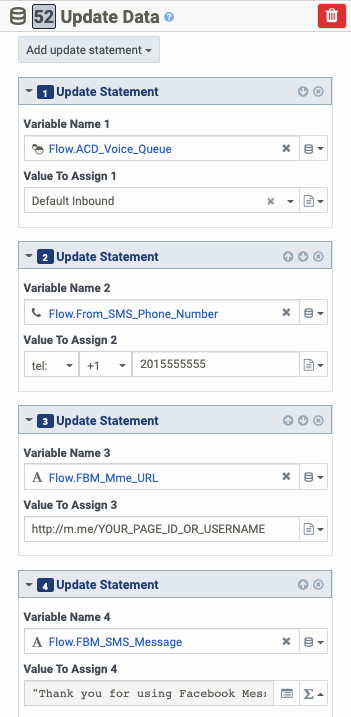 52 Update Data
Add update statement
1 Update Statement
Variable Name 1
Flow.ACD_Voice_Queue
Value To Assign 1
Default Inbound
2 Update Statement
Variable Name 2
Flow.From_SMS_Phone_Number
Value To Assign 2
tel: +1 2015555555
3 Update Statement
Variable Name 3
A Flow.FBM_Mme_URL
Value To Assign 3
http://m.me/YOUR_PAGE_ID_OR_USERNAME
4 Update Statement
Variable Name 4
A Flow.FBM_SMS_Message
Value To Assign 4
"Thank you for using Facebook Mes Σ